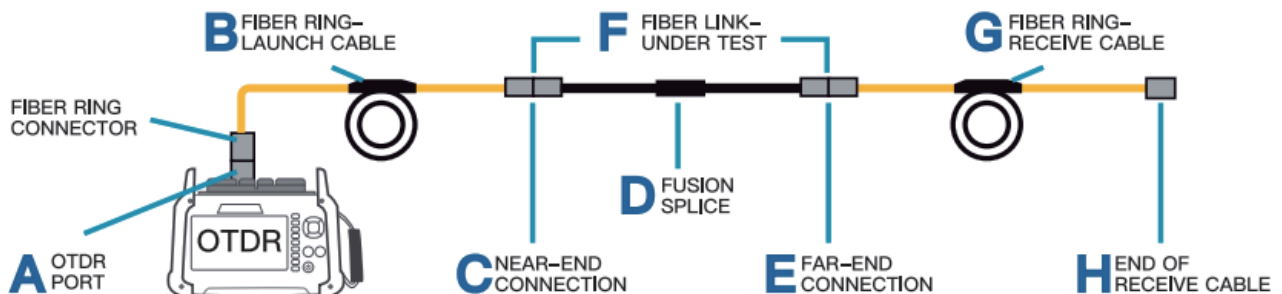 B FIBER RING–
LAUNCH CABLE
F FIBER LINK–
UNDER TEST
G FIBER RING–
RECEIVE CABLE
FIBER RING
CONNECTOR
D FUSION
SPLICE
OTDR
A OTDR
PORT
C NEAR–END
CONNECTION
E FAR–END
CONNECTION
H END OF
RECEIVE CABLE